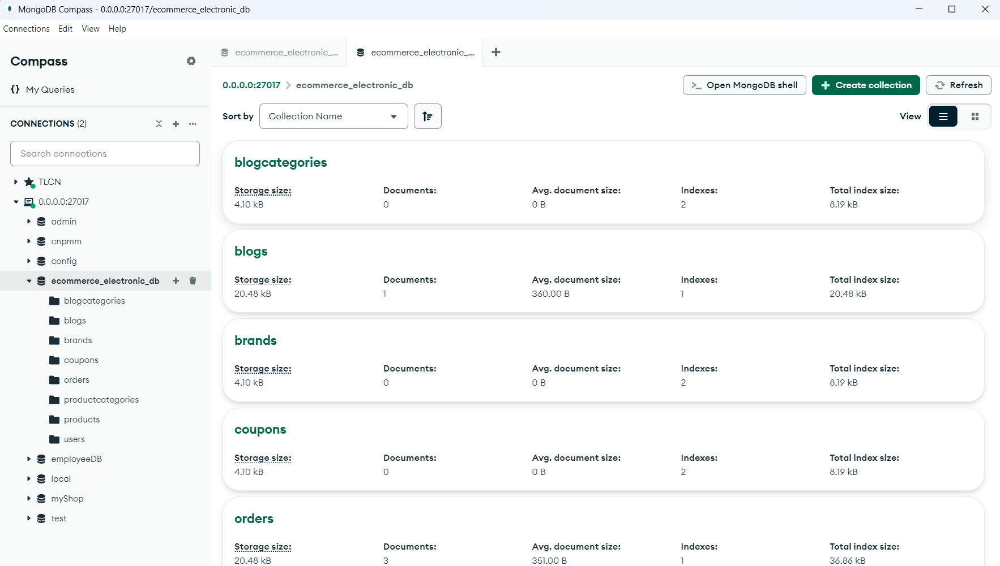 MongoDB Compass - 0.0.0.0:27017/ecommerce_electronic_db
Connections Edit View Help
Compass
{} My Queries
CONNECTIONS (2)
Search connections
TLCN
0.0.0.0:27017
admin
cnpmm
config
ecommerce_electronic_db
blogcategories
blogs
brands
coupons
orders
productcategories
products
users
employeeDB
local
myShop
test
ecommerce_electronic_...
ecommerce_electronic_...
0.0.0.0:27017 > ecommerce_electronic_db
>_ Open MongoDB shell
+ Create collection
Refresh
Sort by Collection Name
View
blogcategories
Storage size: Documents: Avg. document size: Indexes: Total index size:
4.10 kB 0 0 B 2 8.19 kB
blogs
Storage size: Documents: Avg. document size: Indexes: Total index size:
20.48 kB 1 360.00 B 1 20.48 kB
brands
Storage size: Documents: Avg. document size: Indexes: Total index size:
4.10 kB 0 0 B 2 8.19 kB
coupons
Storage size: Documents: Avg. document size: Indexes: Total index size:
4.10 kB 0 0 B 2 8.19 kB
orders
Storage size: Documents: Avg. document size: Indexes: Total index size:
20.48 kB 3 351.00 B 1 36.86 kB